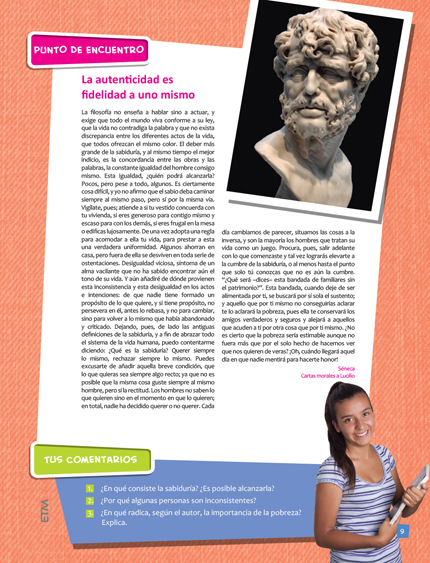 PUNTO DE ENCUENTRO
La autenticidad es
fidelidad a uno mismo
La filosofía no enseña a hablar sino a actuar, y
exige que todo el mundo viva conforme a su ley,
que la vida no contradiga la palabra y que no exista
discrepancia entre los diferentes actos de la vida,
que todos ofrezcan el mismo color. El deber más
grande de la sabiduría, y al mismo tiempo el mejor
indicio, es la concordancia entre las obras y las
palabras, la constante igualdad del hombre consigo
mismo. Esta igualdad, ¿quién podrá alcanzarla?
Pocos, pero pese a todo, algunos. Es ciertamente
cosa difícil, y yo no afirmo que el sabio deba caminar
siempre al mismo paso, pero sí por la misma vía.
Vigílate, pues; atiende a si tu vestido concuerda con
tu vivienda, si eres generoso para contigo mismo y
escaso para con los demás, si eres frugal en la mesa
o edificas lujosamente. De una vez adopta una regla
para acomodar a ella tu vida, para prestar a esta
una verdadera uniformidad. Algunos ahorran en
casa, pero fuera de ella se desviven en toda serie de
ostentaciones. Desigualdad viciosa, síntoma de un
alma vacilante que no ha sabido encontrar aún el
tono de su vida. Y aún añadiré de dónde provienen
esta inconsistencia y esta desigualdad en los actos
e intenciones: de que nadie tiene formado un
propósito de lo que quiere, y si tiene propósito, no
persevera en él, antes lo rebasa, y no para cambiar,
sino para volver a lo mismo que había abandonado
y criticado. Dejando, pues, de lado las antiguas
definiciones de la sabiduría, y a fin de abrazar todo
el sistema de la vida humana, puedo contentarme
diciendo: ¿Qué es la sabiduría? Querer siempre
lo mismo, rechazar siempre lo mismo. Puedes
excusarte de añadir aquella breve condición, que
lo que quieras sea siempre algo recto; ya que no es
posible que la misma cosa guste siempre al mismo
hombre, pero sí la rectitud. Los hombres no saben lo
que quieren sino en el momento en que lo quieren;
en total, nadie ha decidido querer o no querer. Cada
día cambiamos de parecer, situamos las cosas a la
inversa, y son la mayoría los hombres que tratan su
vida como un juego. Procura, pues, salir adelante
con lo que comenzaste y tal vez lograrás elevarte a
la cumbre de la sabiduría, o al menos hasta el punto
que solo tú conozcas que no es aún la cumbre.
"¿Qué será –dices– esta bandada de familiares sin
el patrimonio?". Esta bandada, cuando deje de ser
alimentada por ti, se buscará por sí sola el sustento;
y aquello que por ti mismo no conseguirías aclarar
te lo aclarará la pobreza, pues ella te conservará los
amigos verdaderos y seguros y alejará a aquellos
que acuden a ti por otra cosa que por ti mismo. ¿No
es cierto que la pobreza sería estimable aunque no
fuera más que por el solo hecho de hacernos ver
que nos quieren de veras? ¡Oh, cuándo llegará aquel
día en que nadie mentirá para hacerte honor!
Séneca
Cartas morales a Lucilio
TUS COMENTARIOS
1. ¿En qué consiste la sabiduría? ¿Es posible alcanzarla?
2. ¿Por qué algunas personas son inconsistentes?
3. ¿En qué radica, según el autor, la importancia de la pobreza?
Explica.
ETM
9